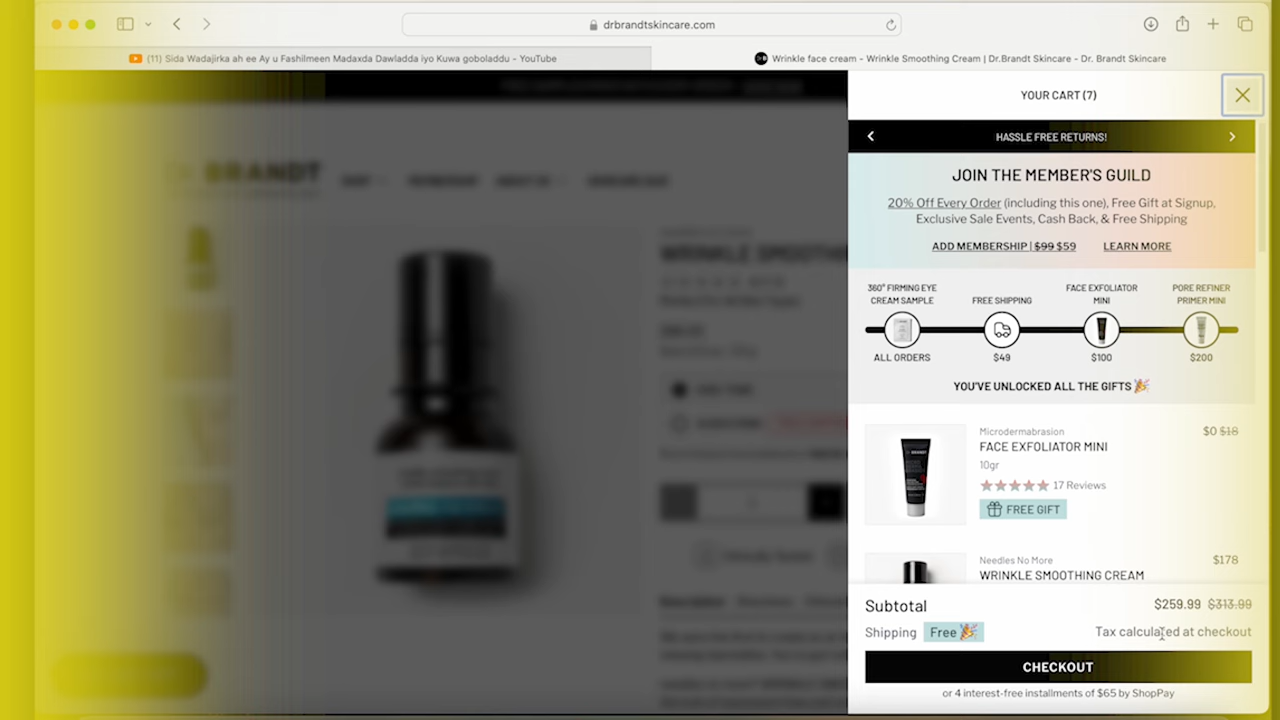 drbrandtskincare.com
(11) Sida Wadajirka ah ee Ay u Fashilmeen Madaxda Dawladda iyo Kuwa goboladdu - YouTube
Wrinkle face cream - Wrinkle Smoothing Cream | Dr.Brandt Skincare - Dr. Brandt Skincare
YOUR CART (7)
HASSLE FREE RETURNS!
JOIN THE MEMBER'S GUILD
20% Off Every Order (including this one), Free Gift at Signup,
Exclusive Sale Events, Cash Back, & Free Shipping
ADD MEMBERSHIP | $99 $59 LEARN MORE
360° FIRMING EYE
CREAM SAMPLE
FREE SHIPPING
FACE EXFOLIATOR
MINI
PORE REFINER
PRIMER MINI
ALL ORDERS $49 $100 $200
YOU'VE UNLOCKED ALL THE GIFTS 🎉
Microdermabrasion $0 $18
FACE EXFOLIATOR MINI
10gr
17 Reviews
FREE GIFT
Needles No More $178
WRINKLE SMOOTHING CREAM
Subtotal $259.99 $313.99
Shipping Free 🎉 Tax calculated at checkout
CHECKOUT
or 4 interest-free installments of $65 by ShopPay
BRANDT
WRINKLE SMOOTHING